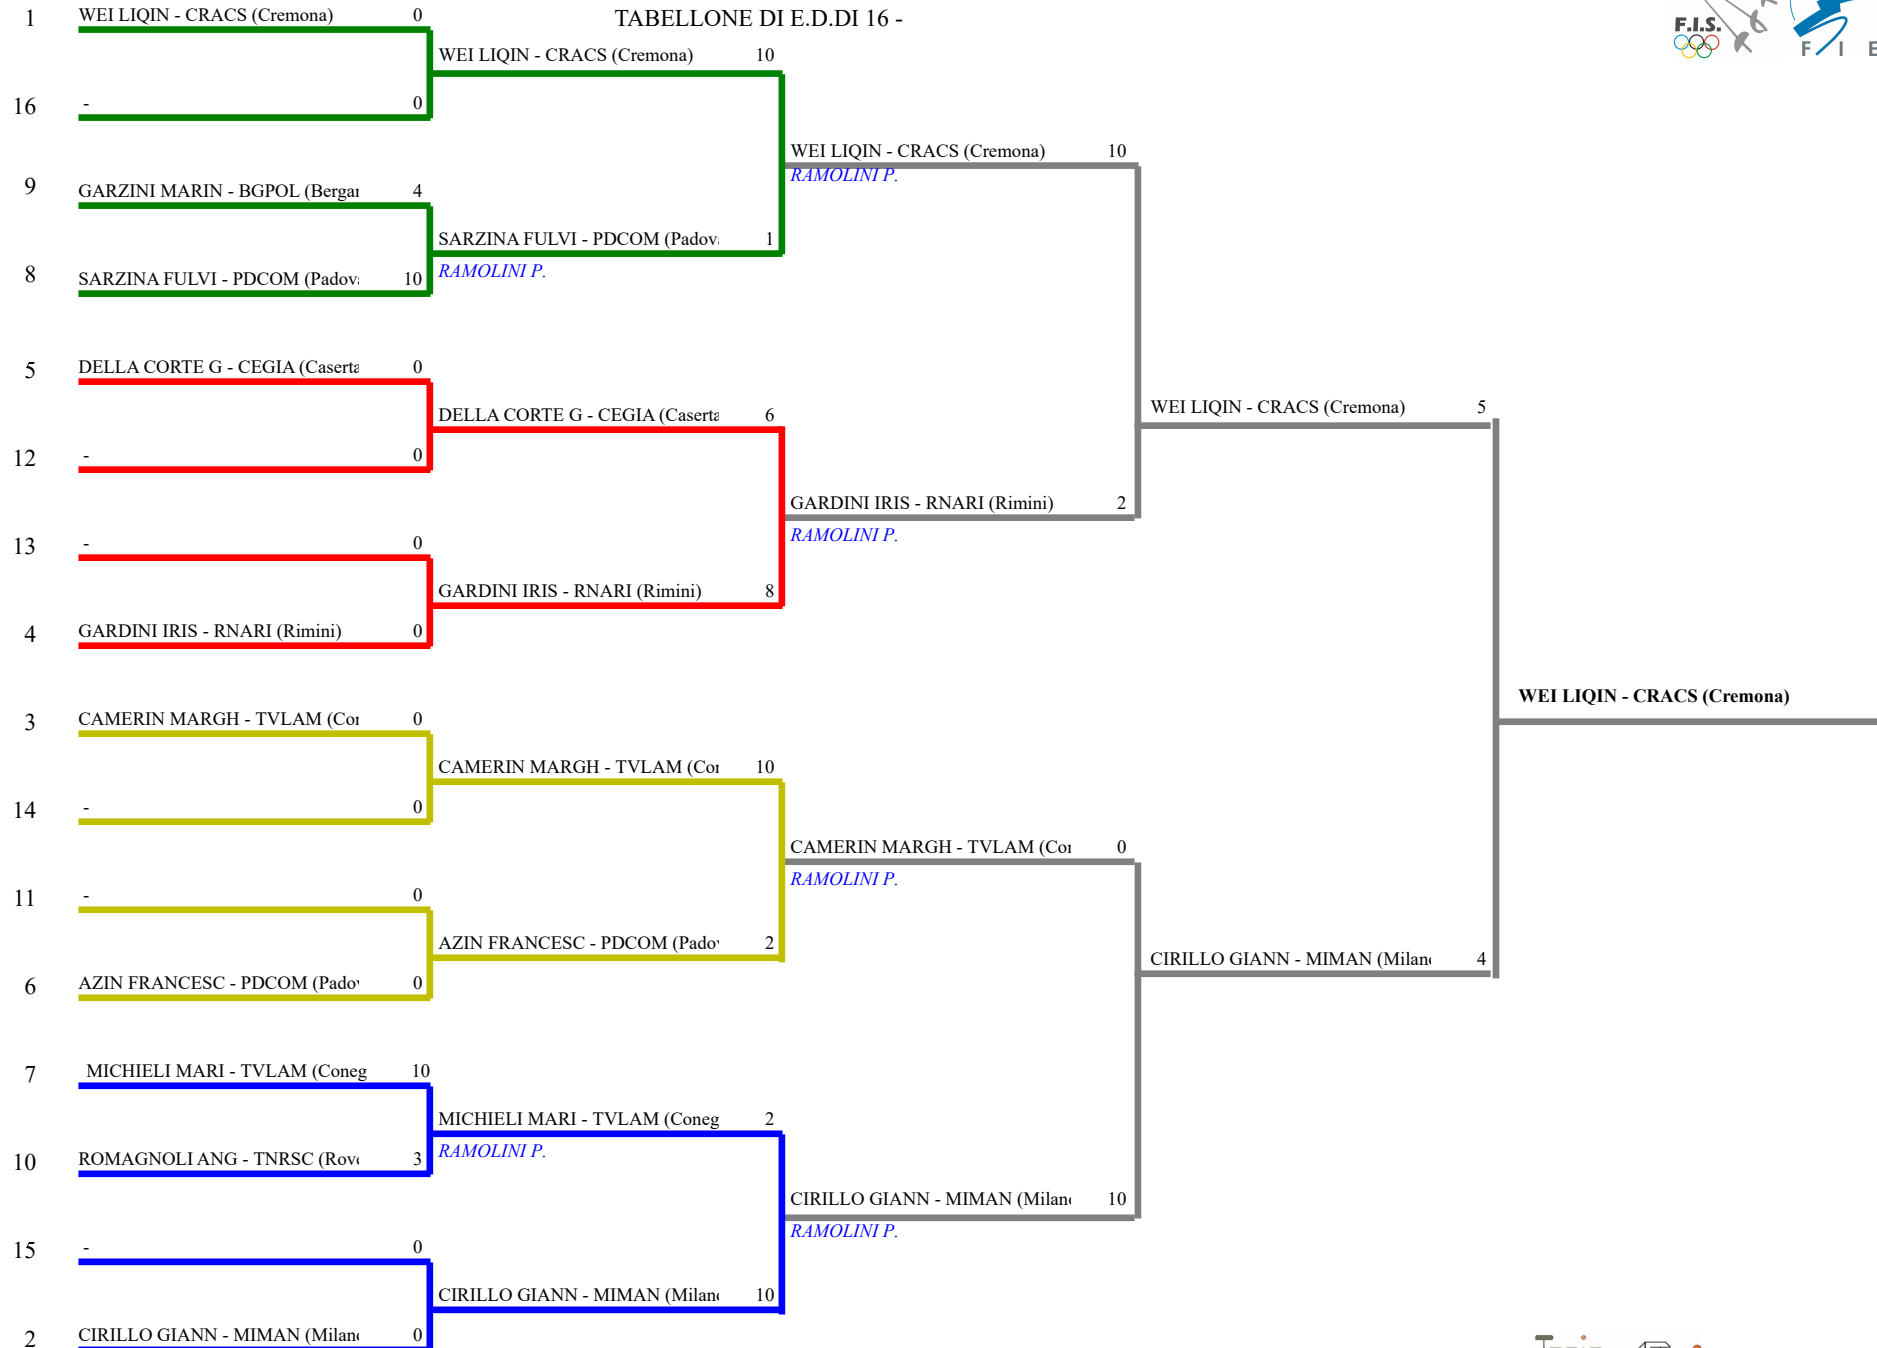 TABELLONE DI E.D.DI 16 -
F.I.S.
F I E
1 WEI LIQIN - CRACS (Cremona) 0
WEI LIQIN - CRACS (Cremona) 10
16 - 0
WEI LIQIN - CRACS (Cremona) 10
RAMOLINI P.
9 GARZINI MARIN - BGPOL (Bergar 4
SARZINA FULVI - PDCOM (Padov 1
RAMOLINI P.
8 SARZINA FULVI - PDCOM (Padov 10
5 DELLA CORTE G - CEGIA (Caserta 0
WEI LIQIN - CRACS (Cremona) 5
DELLA CORTE G - CEGIA (Caserta 6
12 - 0
GARDINI IRIS - RNARI (Rimini) 2
RAMOLINI P.
13 - 0
GARDINI IRIS - RNARI (Rimini) 8
4 GARDINI IRIS - RNARI (Rimini) 0
WEI LIQIN - CRACS (Cremona)
3 CAMERIN MARGH - TVLAM (Cor 0
CAMERIN MARGH - TVLAM (Cor 10
14 - 0
CAMERIN MARGH - TVLAM (Cor 0
RAMOLINI P.
11 - 0
AZIN FRANCESC - PDCOM (Pado 2
CIRILLO GIANN - MIMAN (Milan 4
6 AZIN FRANCESC - PDCOM (Pado 0
7 MICHIELI MARI - TVLAM (Coneg 10
MICHIELI MARI - TVLAM (Coneg 2
RAMOLINI P.
10 ROMAGNOLI ANG - TNRSC (Rov 3
CIRILLO GIANN - MIMAN (Milan 10
RAMOLINI P.
15 - 0
CIRILLO GIANN - MIMAN (Milan 10
2 CIRILLO GIANN - MIMAN (Milan 0